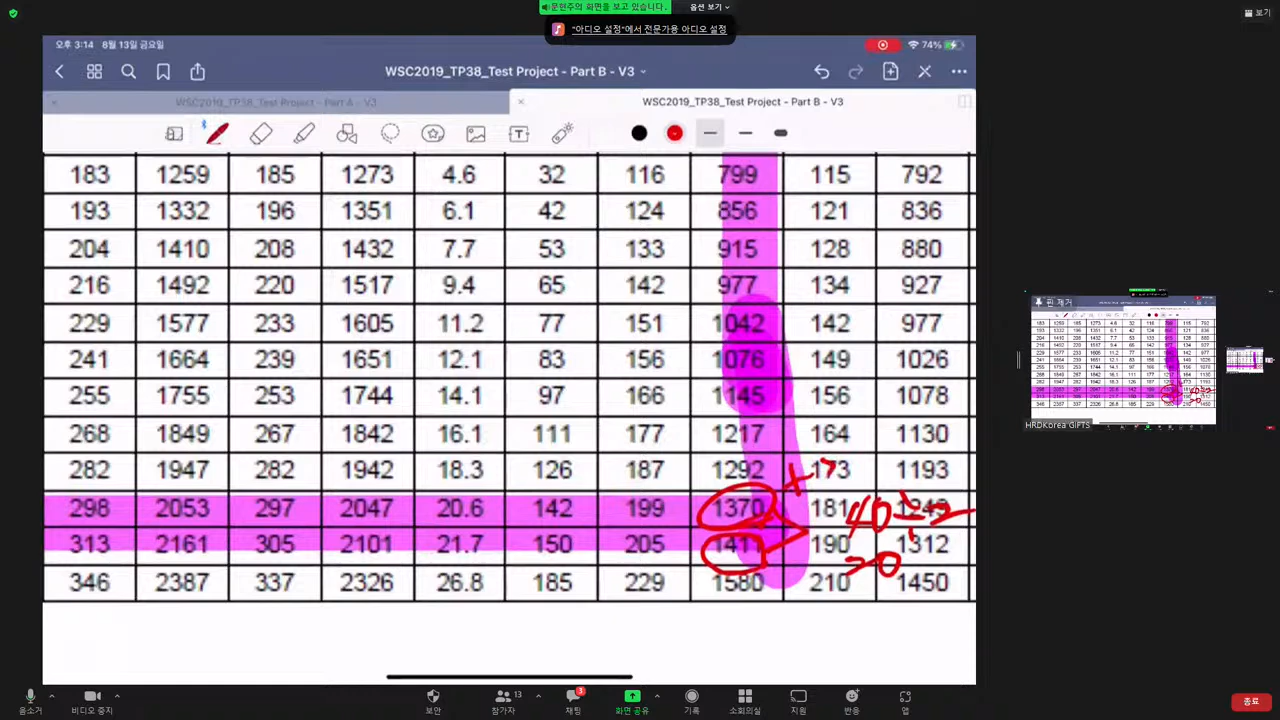 문현주의 화면을 보고 있습니다.
옵션 보기
"아디오 설정"에서 전문가용 아디오 설정
보기
오후 3:14 8월 13일 금요일
74%
WSC2019_TP38_Test Project - Part B - V3
WSC2019_TP38_Test Project - Part A - V3
WSC2019_TP38_Test Project - Part B - V3
183 1259 185 1273 4.6 32 116 799 115 792
193 1332 196 1351 6.1 42 124 856 121 836
204 1410 208 1432 7.7 53 133 915 128 880
216 1492 220 1517 9.4 65 142 977 134 927
229 1577 233 1605 11.2 77 151 1042 142 977
241 1664 239 1651 12.1 83 156 1076 149 1026
255 1755 253 1744 14.1 97 166 1145 156 1078
268 1849 267 1842 16.1 111 177 1217 164 1130
282 1947 282 1942 18.3 126 187 1292 173 1193
298 2053 297 2047 20.6 142 199 1370 181 1249
313 2161 305 2101 21.7 150 205 1411 190 1312
346 2387 337 2326 26.8 185 229 1580 210 1450
40 ÷ 2
20
핀 제거
HRDKorea GIFTS
음소거
비디오 중지
보안
13
참가자
3
채팅
화면 공유
기록
소회의실
지원
반응
앱
종료